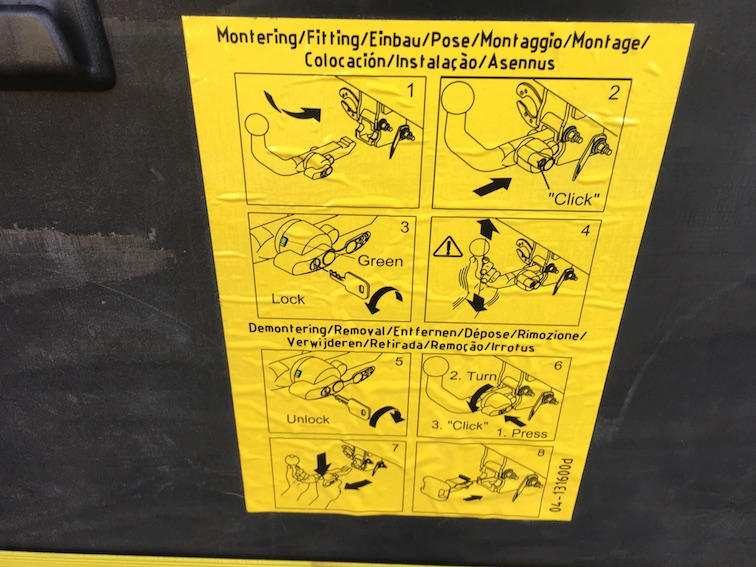 Montering/Fitting/Einbau/Pose/Montaggio/Montage/
Colocación/Instalação/Asennus
1
2
"Click"
3
Green
Lock
4
Demontering/Removal/Entfernen/Dépose/Rimozione/
Verwijderen/Retirada/Remoção/Irrotus
5
Unlock
6
2. Turn
3. "Click"
1. Press
7
8
04-131600d